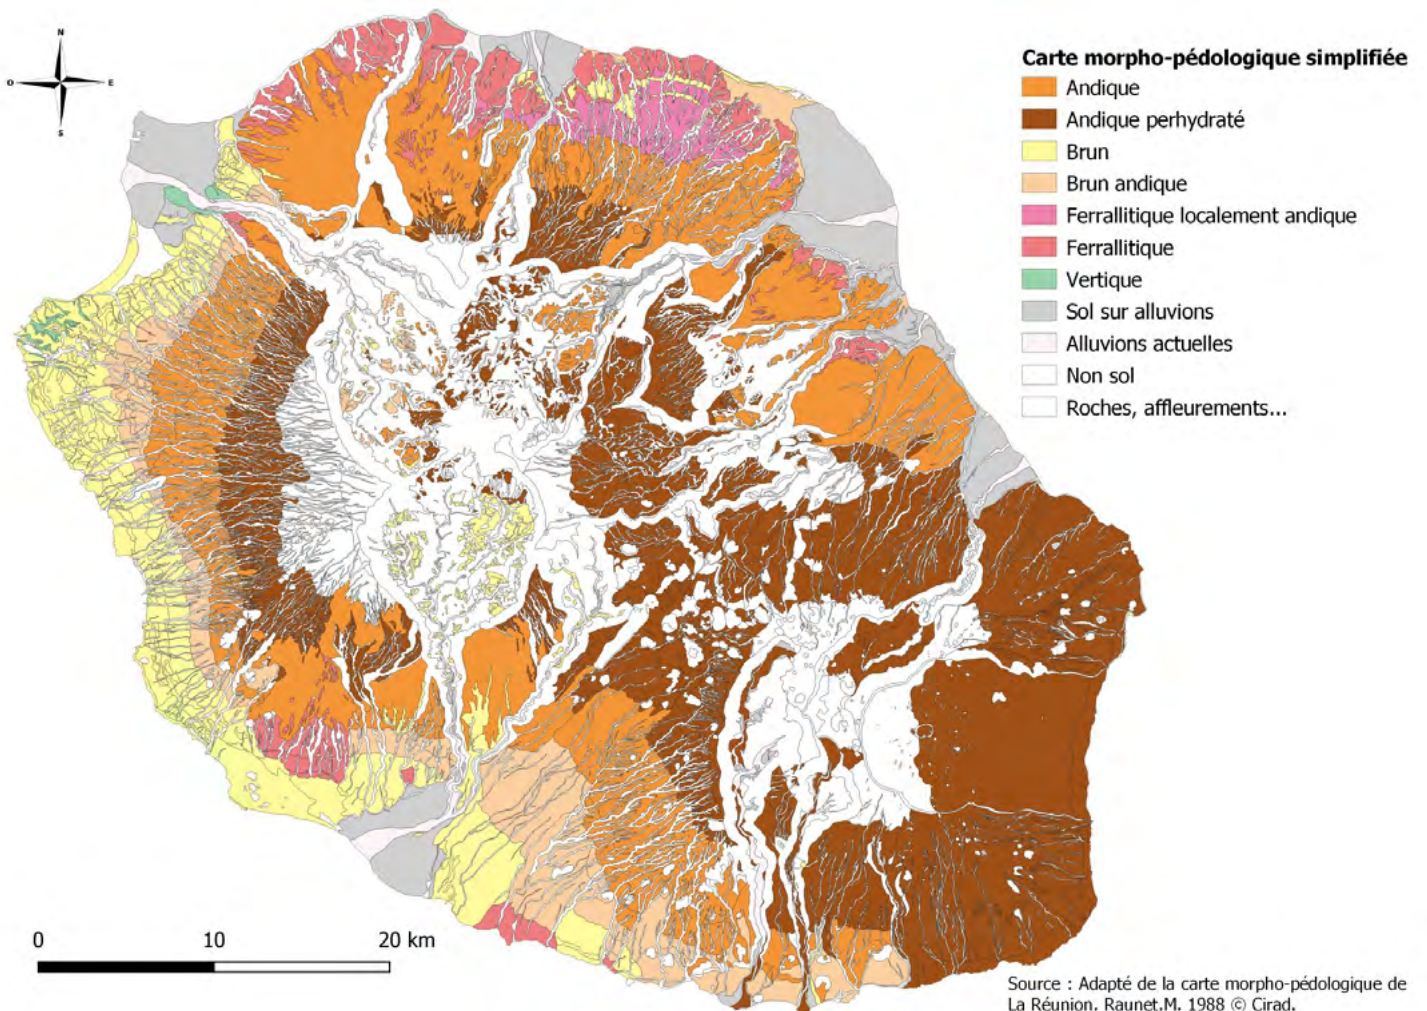 N
O
E
S
Carte morpho-pédologique simplifiée
Andique
Andique perhydraté
Brun
Brun andique
Ferrallitique localement andique
Ferrallitique
Vertique
Sol sur alluvions
Alluvions actuelles
Non sol
Roches, affleurements...
0
10
20 km
Source : Adapté de la carte morpho-pédologique de
La Réunion. Raunet.M. 1988 © Cirad.